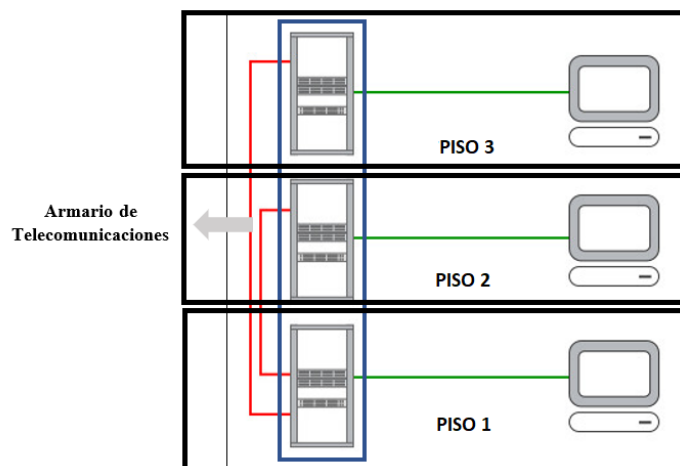 PISO 3
Armario de
Telecomunicaciones
PISO 2
PISO 1